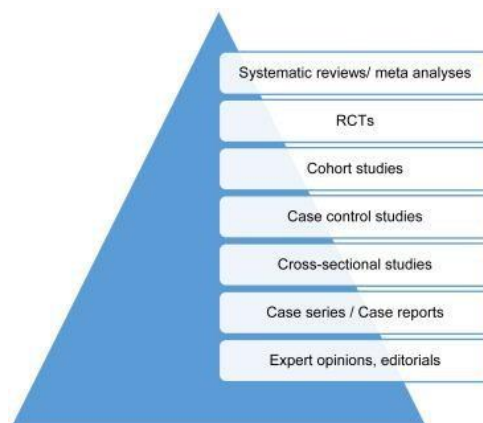 Systematic reviews/ meta analyses
RCTs
Cohort studies
Case control studies
Cross-sectional studies
Case series / Case reports
Expert opinions, editorials